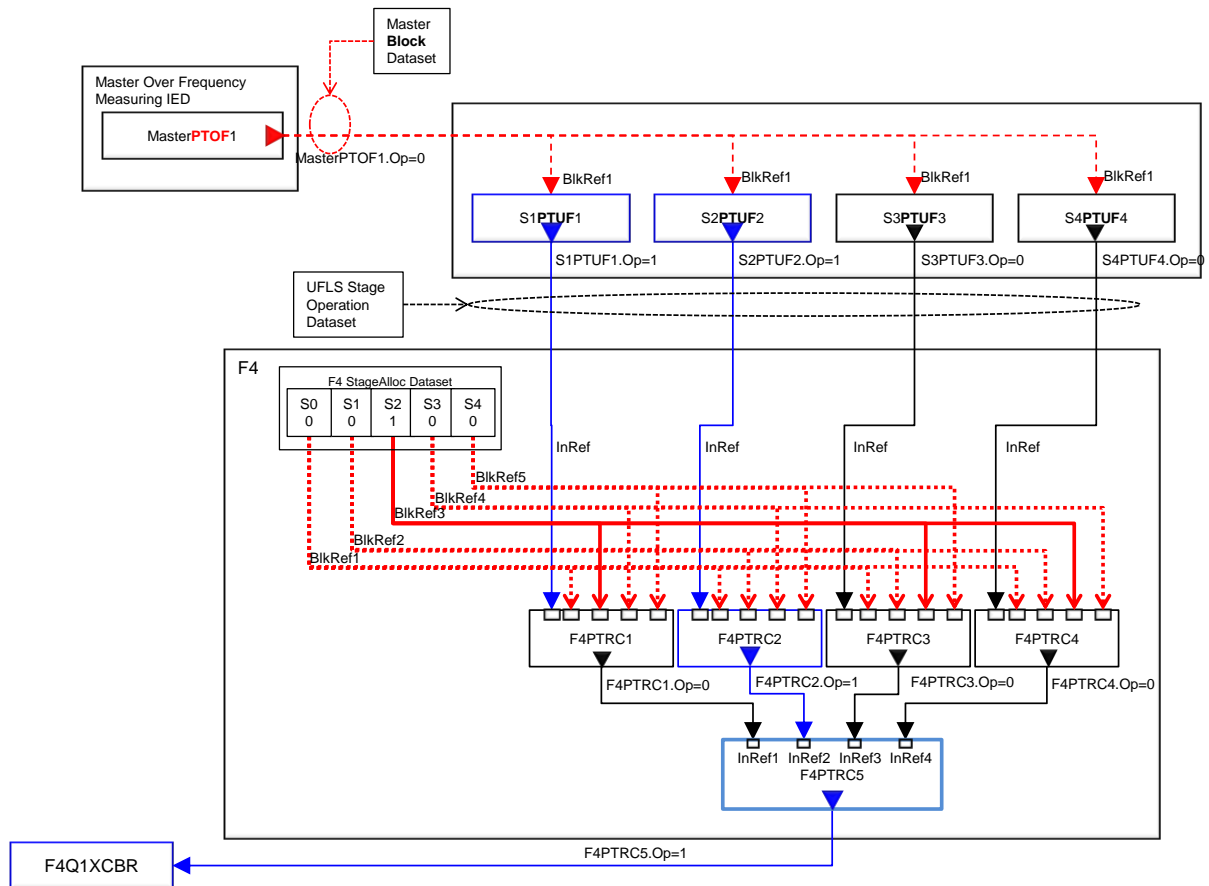 Master
Block
Dataset
Master Over Frequency
Measuring IED
MasterPTOF1
MasterPTOF1.Op=0
BlkRef1
BlkRef1
BlkRef1
BlkRef1
S1PTUF1
S2PTUF2
S3PTUF3
S4PTUF4
S1PTUF1.Op=1
S2PTUF2.Op=1
S3PTUF3.Op=0
S4PTUF4.Op=0
UFLS Stage
Operation
Dataset
F4
F4 StageAlloc Dataset
S0 S1 S2 S3 S4
0 0 1 0 0
InRef
InRef
InRef
InRef
BlkRef5
BlkRef4
BlkRef3
BlkRef2
BlkRef1
F4PTRC1
F4PTRC2
F4PTRC3
F4PTRC4
F4PTRC1.Op=0
F4PTRC2.Op=1
F4PTRC3.Op=0
F4PTRC4.Op=0
InRef1 InRef2 InRef3 InRef4
F4PTRC5
F4PTRC5.Op=1
F4Q1XCBR